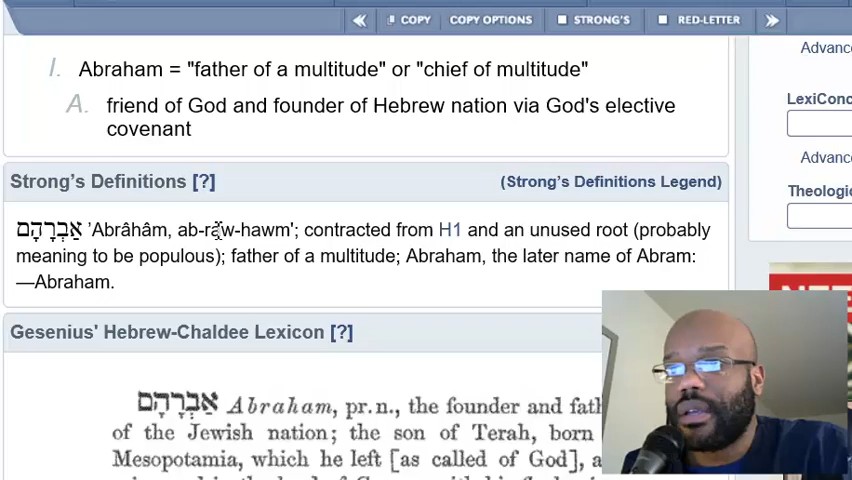 COPY COPY OPTIONS STRONG'S RED-LETTER
I. Abraham = "father of a multitude" or "chief of multitude"
A. friend of God and founder of Hebrew nation via God's elective
covenant
Strong's Definitions [?] (Strong's Definitions Legend)
אַבְרָהָם ʼAbrâhâm, ab-raw-hawm'; contracted from H1 and an unused root (probably
meaning to be populous); father of a multitude; Abraham, the later name of Abram:
—Abraham.
Gesenius' Hebrew-Chaldee Lexicon [?]
אַבְרָהָם Abraham, pr. n., the founder and
of the Jewish nation; the son of Terah, born
Mesopotamia, which he left [as called of God],
Advanc
LexiConc
Advanc
Theologic